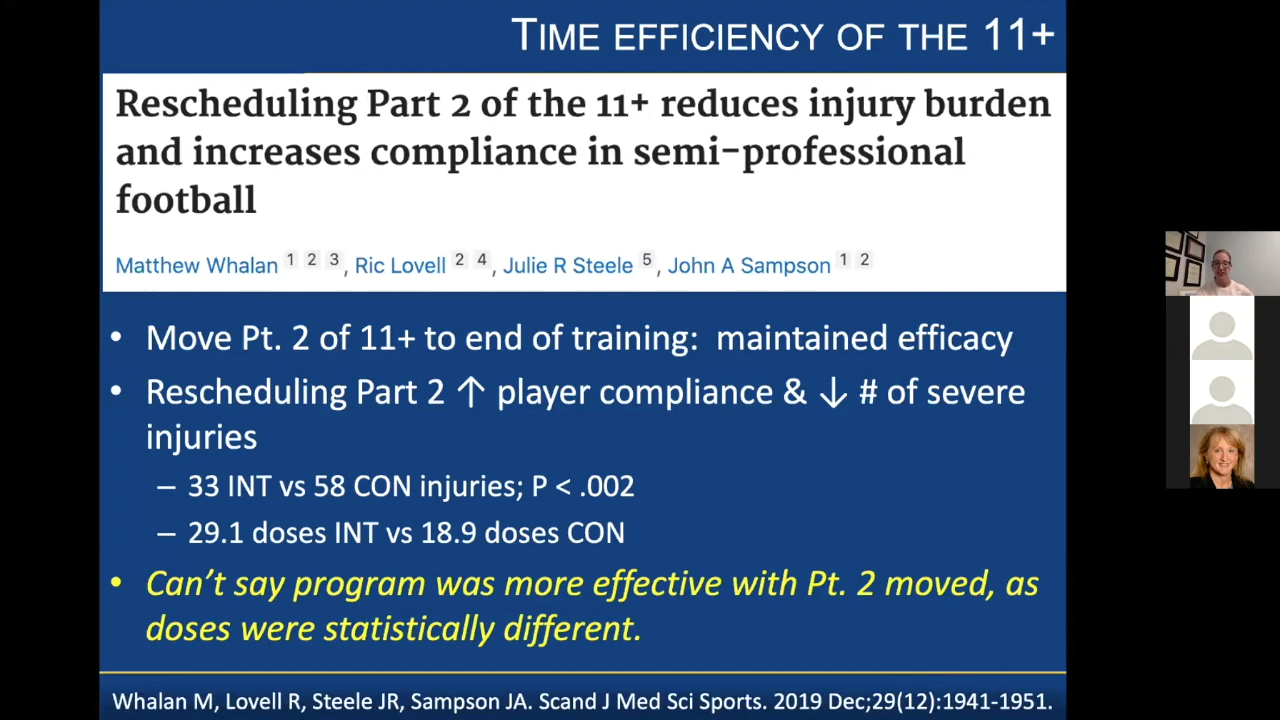 TIME EFFICIENCY OF THE 11+
Rescheduling Part 2 of the 11+ reduces injury burden
and increases compliance in semi-professional
football
Matthew Whalan 1 2 3, Ric Lovell 2 4, Julie R Steele 5, John A Sampson 1 2
• Move Pt. 2 of 11+ to end of training: maintained efficacy
• Rescheduling Part 2 ↑ player compliance & ↓ # of severe
injuries
– 33 INT vs 58 CON injuries; P < .002
– 29.1 doses INT vs 18.9 doses CON
• Can't say program was more effective with Pt. 2 moved, as
doses were statistically different.
Whalan M, Lovell R, Steele JR, Sampson JA. Scand J Med Sci Sports. 2019 Dec;29(12):1941-1951.